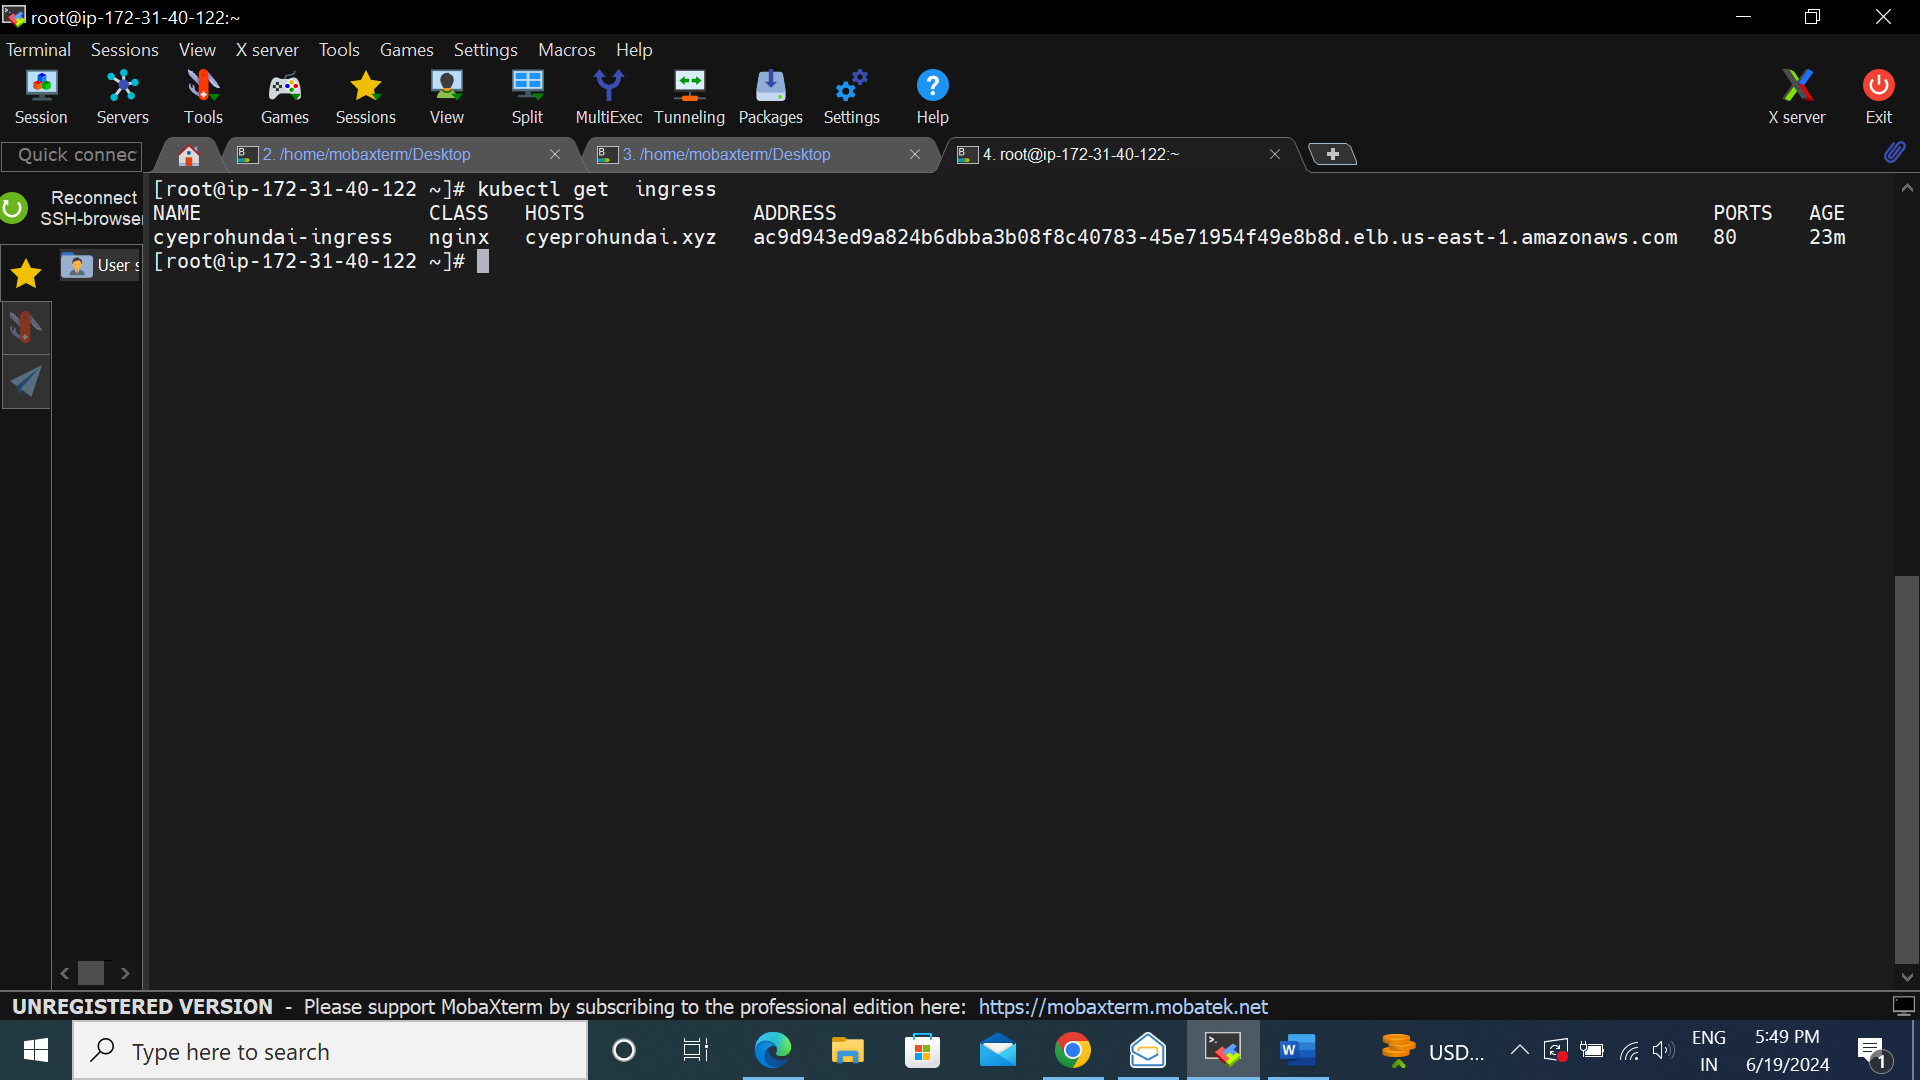 root@ip-172-31-40-122:~
Terminal Sessions View X server Tools Games Settings Macros Help
Session Servers Tools Games Sessions View Split MultiExec Tunneling Packages Settings Help X server Exit
Quick connec 2. /home/mobaxterm/Desktop 3. /home/mobaxterm/Desktop 4. root@ip-172-31-40-122:~
Reconnect
SSH-browse
User s
[root@ip-172-31-40-122 ~]# kubectl get  ingress
NAME CLASS HOSTS ADDRESS PORTS AGE
cyeprohundai-ingress nginx cyeprohundai.xyz ac9d943ed9a824b6dbba3b08f8c40783-45e71954f49e8b8d.elb.us-east-1.amazonaws.com 80 23m
[root@ip-172-31-40-122 ~]#
UNREGISTERED VERSION - Please support MobaXterm by subscribing to the professional edition here: https://mobaxterm.mobatek.net
Type here to search
USD...
ENG
IN
5:49 PM
6/19/2024
1